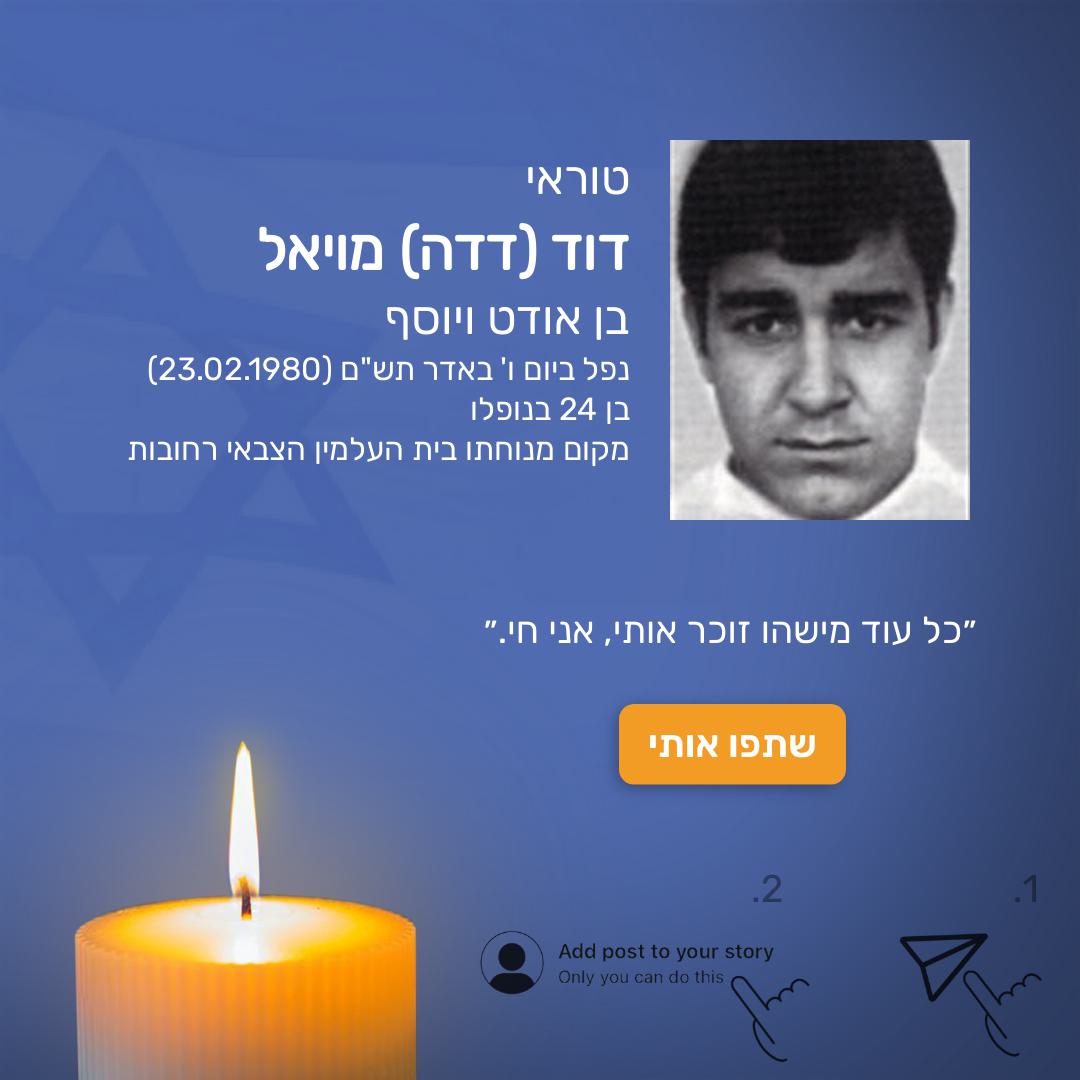 טוראי
דוד (דדה) מויאל
בן אודט ויוסף
נפל ביום ו' באדר תש"ם (23.02.1980)
בן 24 בנופלו
מקום מנוחתו בית העלמין הצבאי רחובות
״כל עוד מישהו זוכר אותי, אני חי.״
שתפו אותי
1.
2.
Add post to your story
Only you can do this